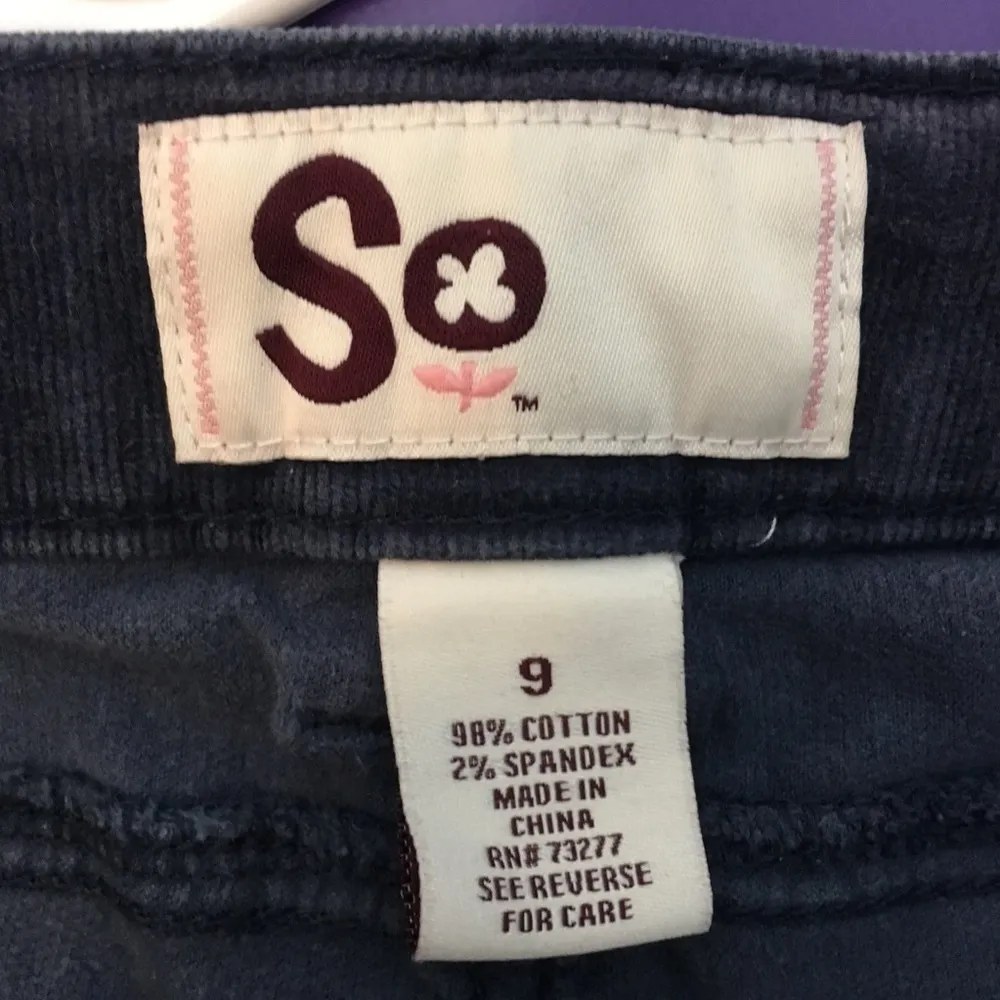 So
TM
9
98% COTTON
2% SPANDEX
MADE IN
CHINA
RN# 73277
SEE REVERSE
FOR CARE